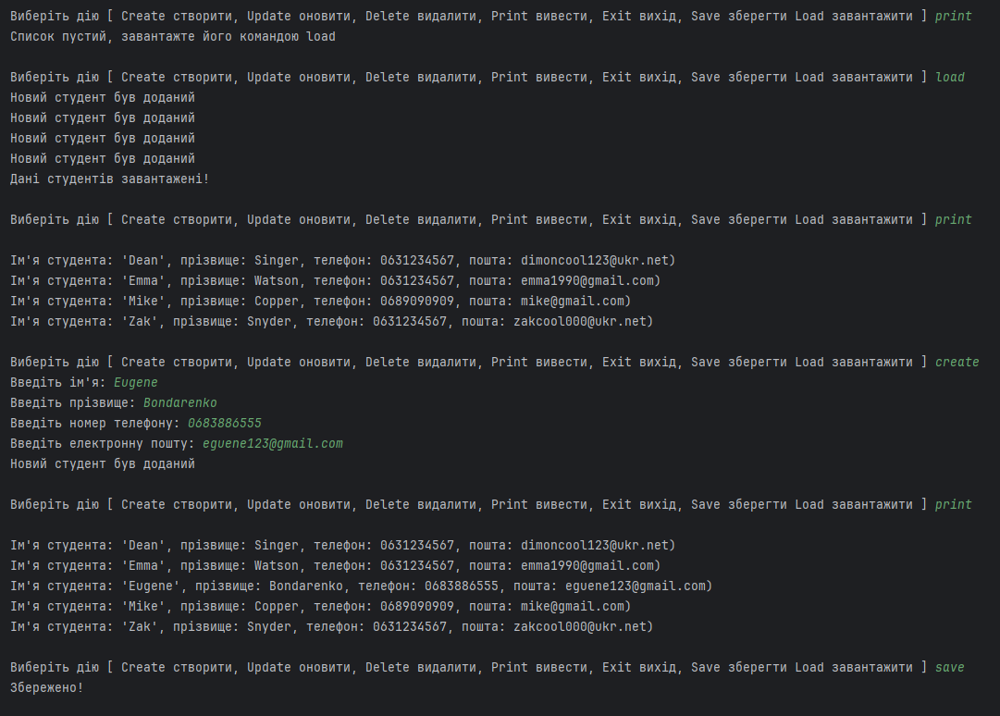 Виберіть дію [ Create створити, Update оновити, Delete видалити, Print вивести, Exit вихід, Save зберегти Load завантажити ] print
Список пустий, завантажте його командою load
Виберіть дію [ Create створити, Update оновити, Delete видалити, Print вивести, Exit вихід, Save зберегти Load завантажити ] load
Новий студент був доданий
Новий студент був доданий
Новий студент був доданий
Новий студент був доданий
Дані студентів завантажені!
Виберіть дію [ Create створити, Update оновити, Delete видалити, Print вивести, Exit вихід, Save зберегти Load завантажити ] print
Ім'я студента: 'Dean', прізвище: Singer, телефон: 0631234567, пошта: dimoncool123@ukr.net)
Ім'я студента: 'Emma', прізвище: Watson, телефон: 0631234567, пошта: emma1990@gmail.com)
Ім'я студента: 'Mike', прізвище: Copper, телефон: 0689090909, пошта: mike@gmail.com)
Ім'я студента: 'Zak', прізвище: Snyder, телефон: 0631234567, пошта: zakcool000@ukr.net)
Виберіть дію [ Create створити, Update оновити, Delete видалити, Print вивести, Exit вихід, Save зберегти Load завантажити ] create
Введіть ім'я: Eugene
Введіть прізвище: Bondarenko
Введіть номер телефону: 0683886555
Введіть електронну пошту: eguene123@gmail.com
Новий студент був доданий
Виберіть дію [ Create створити, Update оновити, Delete видалити, Print вивести, Exit вихід, Save зберегти Load завантажити ] print
Ім'я студента: 'Dean', прізвище: Singer, телефон: 0631234567, пошта: dimoncool123@ukr.net)
Ім'я студента: 'Emma', прізвище: Watson, телефон: 0631234567, пошта: emma1990@gmail.com)
Ім'я студента: 'Eugene', прізвище: Bondarenko, телефон: 0683886555, пошта: eguene123@gmail.com)
Ім'я студента: 'Mike', прізвище: Copper, телефон: 0689090909, пошта: mike@gmail.com)
Ім'я студента: 'Zak', прізвище: Snyder, телефон: 0631234567, пошта: zakcool000@ukr.net)
Виберіть дію [ Create створити, Update оновити, Delete видалити, Print вивести, Exit вихід, Save зберегти Load завантажити ] save
Збережено!